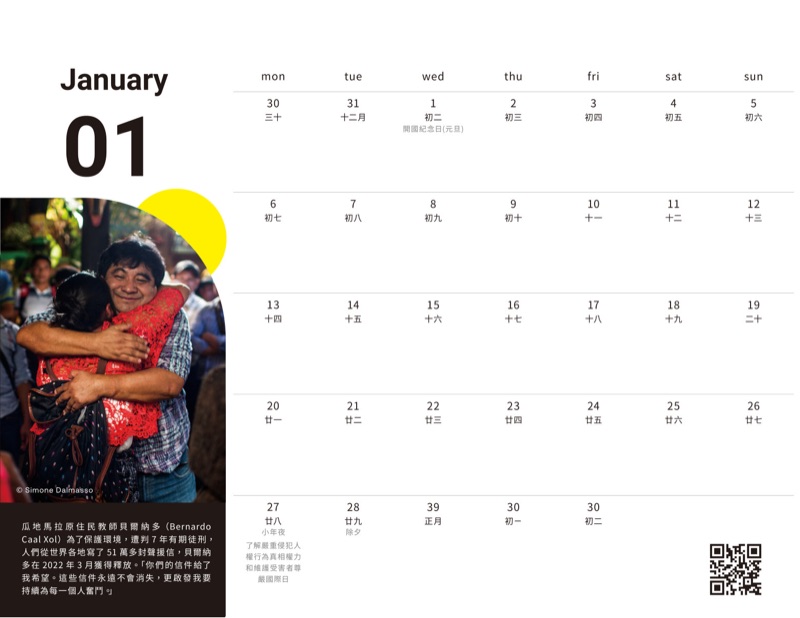 January
01
mon tue wed thu fri sat sun
30 31 1 2 3 4 5
三十 十二月 初二 初三 初四 初五 初六
開國紀念日(元旦)
6 7 8 9 10 11 12
初七 初八 初九 初十 十一 十二 十三
13 14 15 16 17 18 19
十四 十五 十六 十七 十八 十九 二十
20 21 22 23 24 25 26
廿一 廿二 廿三 廿四 廿五 廿六 廿七
27 28 39 30 30
廿八 廿九 正月 初一 初二
小年夜 除夕
了解嚴重侵犯人
權行為真相權力
和維護受害者尊
嚴國際日
© Simone Dalmasso
瓜地馬拉原住民教師貝爾納多（Bernardo
Caal Xol）為了保護環境，遭判 7 年有期徒刑，
人們從世界各地寫了 51 萬多封聲援信，貝爾納
多在 2022 年 3 月獲得釋放。「你們的信件給了
我希望。這些信件永遠不會消失，更啟發我要
持續為每一個人奮鬥。」